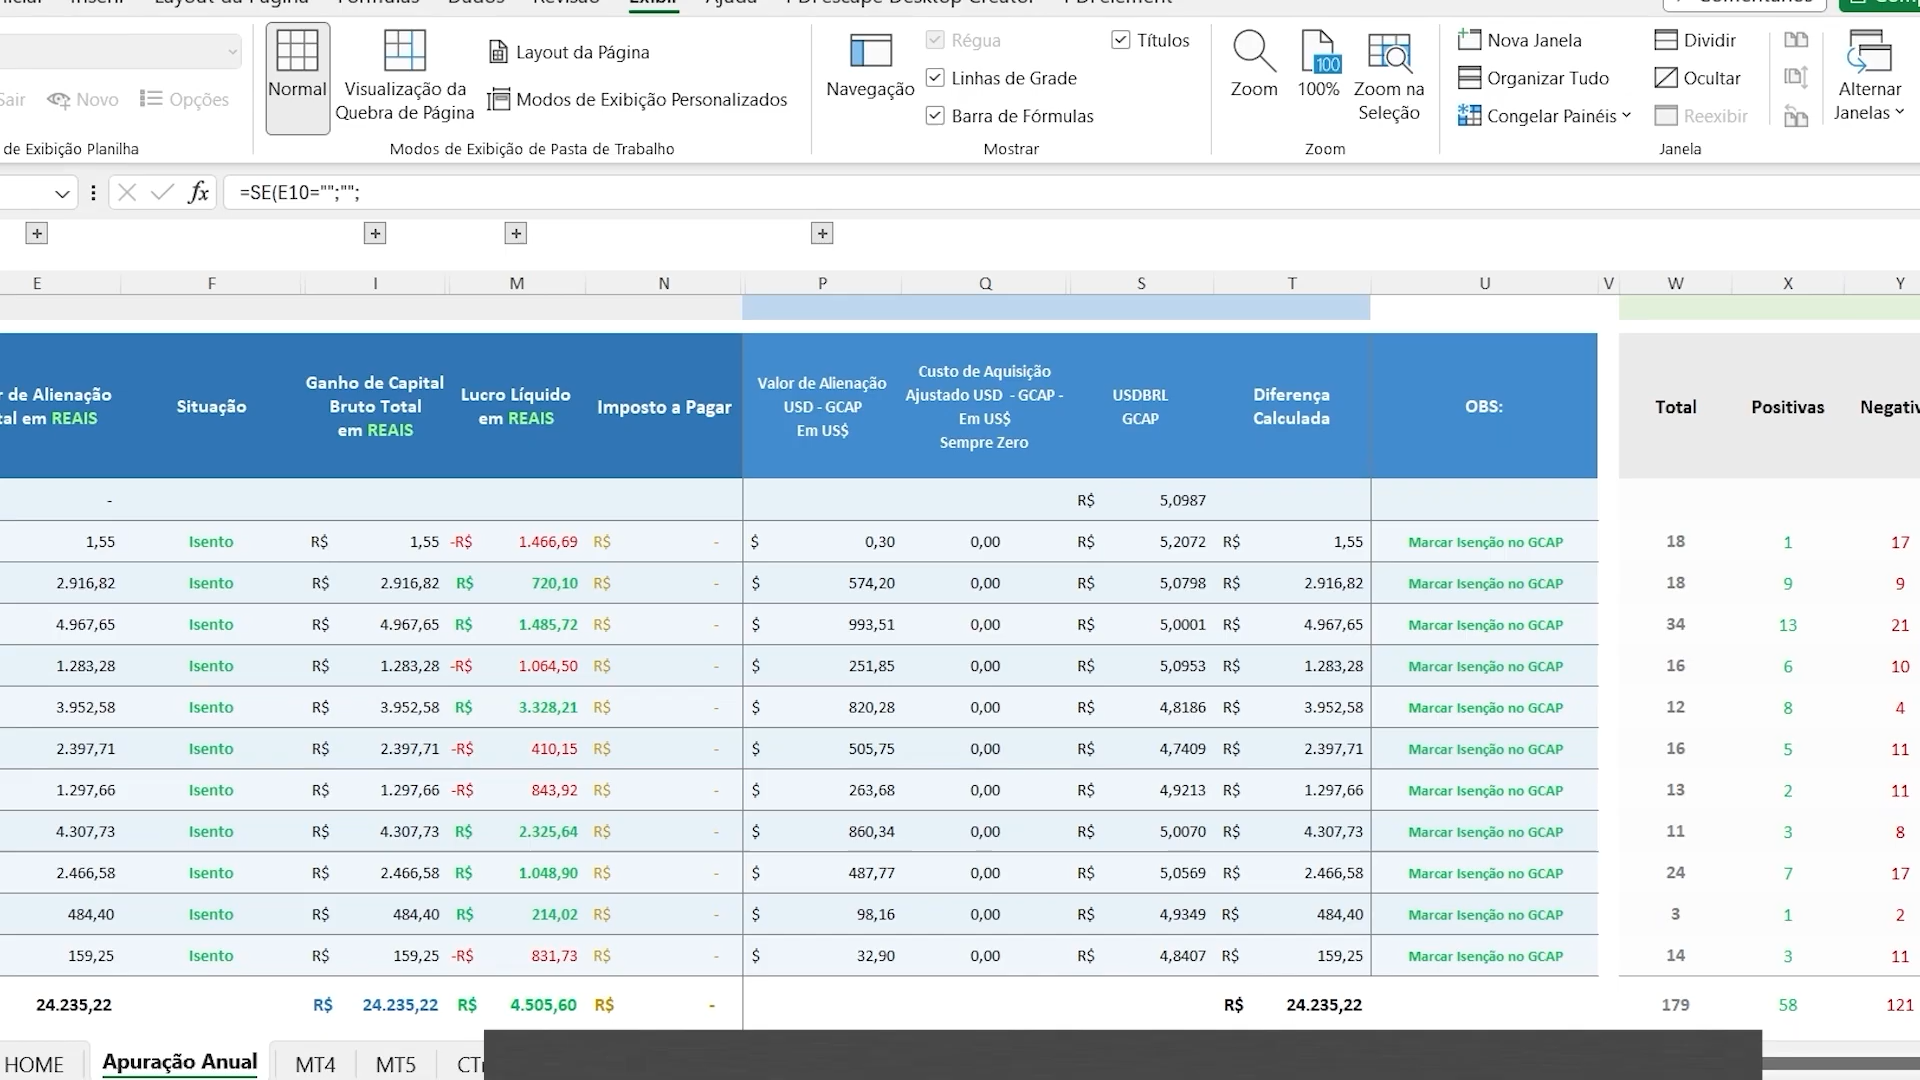 Layout da Página
Fórmulas
Dados
Revisão
Exibir
Ajuda
PDFescape Desktop Creator
PDFelement
Comentários
Sair
Novo
Opções
de Exibição Planilha
Normal
Visualização da
Quebra de Página
Layout da Página
Modos de Exibição Personalizados
Modos de Exibição de Pasta de Trabalho
Navegação
Régua
Títulos
Linhas de Grade
Barra de Fórmulas
Mostrar
Zoom
100
100%
Zoom na
Seleção
Zoom
Nova Janela
Organizar Tudo
Congelar Painéis
Dividir
Ocultar
Reexibir
Janela
Alternar
Janelas
fx
=SE(E10="";"";
E F I M N P Q S T U V W X Y
de Alienação
em REAIS
Situação
Ganho de Capital
Bruto Total
em REAIS
Lucro Líquido
em REAIS
Imposto a Pagar
Valor de Alienação
USD - GCAP
Em US$
Custo de Aquisição
Ajustado USD - GCAP -
Em US$
Sempre Zero
USDBRL
GCAP
Diferença
Calculada
OBS:
Total
Positivas
- R$ 5,0987
1,55 Isento R$ 1,55 -R$ 1.466,69 R$ - $ 0,30 0,00 R$ 5,2072 R$ 1,55 Marcar Isenção no GCAP 18 1 17
2.916,82 Isento R$ 2.916,82 R$ 720,10 R$ - $ 574,20 0,00 R$ 5,0798 R$ 2.916,82 Marcar Isenção no GCAP 18 9 9
4.967,65 Isento R$ 4.967,65 R$ 1.485,72 R$ - $ 993,51 0,00 R$ 5,0001 R$ 4.967,65 Marcar Isenção no GCAP 34 13 21
1.283,28 Isento R$ 1.283,28 -R$ 1.064,50 R$ - $ 251,85 0,00 R$ 5,0953 R$ 1.283,28 Marcar Isenção no GCAP 16 6 10
3.952,58 Isento R$ 3.952,58 R$ 3.328,21 R$ - $ 820,28 0,00 R$ 4,8186 R$ 3.952,58 Marcar Isenção no GCAP 12 8 4
2.397,71 Isento R$ 2.397,71 -R$ 410,15 R$ - $ 505,75 0,00 R$ 4,7409 R$ 2.397,71 Marcar Isenção no GCAP 16 5 11
1.297,66 Isento R$ 1.297,66 -R$ 843,92 R$ - $ 263,68 0,00 R$ 4,9213 R$ 1.297,66 Marcar Isenção no GCAP 13 2 11
4.307,73 Isento R$ 4.307,73 R$ 2.325,64 R$ - $ 860,34 0,00 R$ 5,0070 R$ 4.307,73 Marcar Isenção no GCAP 11 3 8
2.466,58 Isento R$ 2.466,58 R$ 1.048,90 R$ - $ 487,77 0,00 R$ 5,0569 R$ 2.466,58 Marcar Isenção no GCAP 24 7 17
484,40 Isento R$ 484,40 R$ 214,02 R$ - $ 98,16 0,00 R$ 4,9349 R$ 484,40 Marcar Isenção no GCAP 3 1 2
159,25 Isento R$ 159,25 -R$ 831,73 R$ - $ 32,90 0,00 R$ 4,8407 R$ 159,25 Marcar Isenção no GCAP 14 3 11
24.235,22 R$ 24.235,22 R$ 4.505,60 R$ - R$ 24.235,22 179 58 121
HOME
Apuração Anual
MT4
MT5